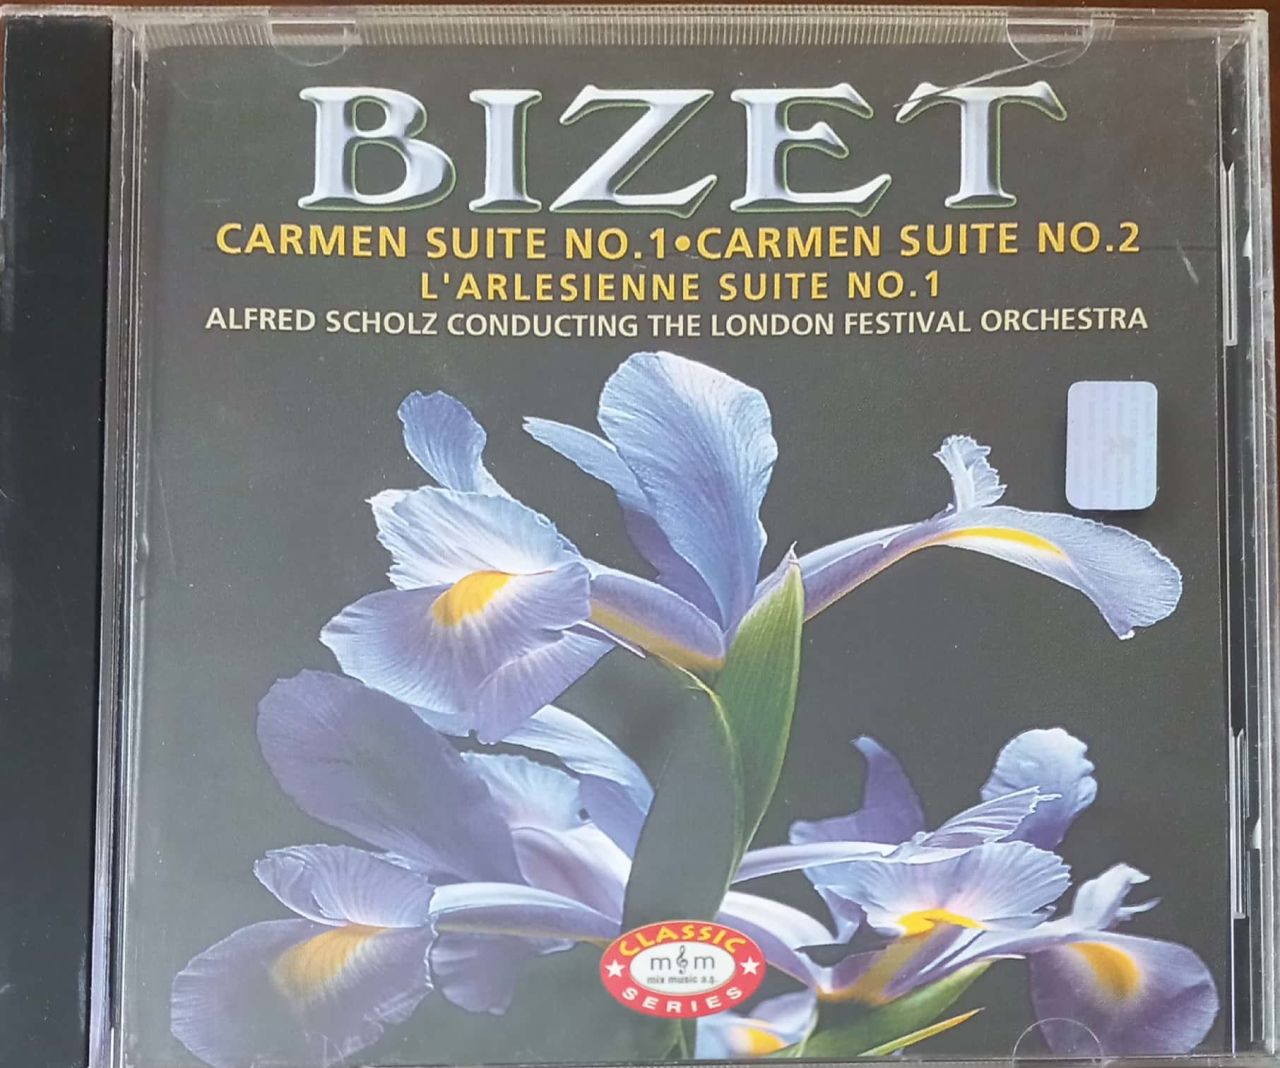 BIZET
CARMEN SUITE NO.1•CARMEN SUITE NO.2
L'ARLESIENNE SUITE NO.1
ALFRED SCHOLZ CONDUCTING THE LONDON FESTIVAL ORCHESTRA
CLASSIC
m m
mix music a.ş
SERIES